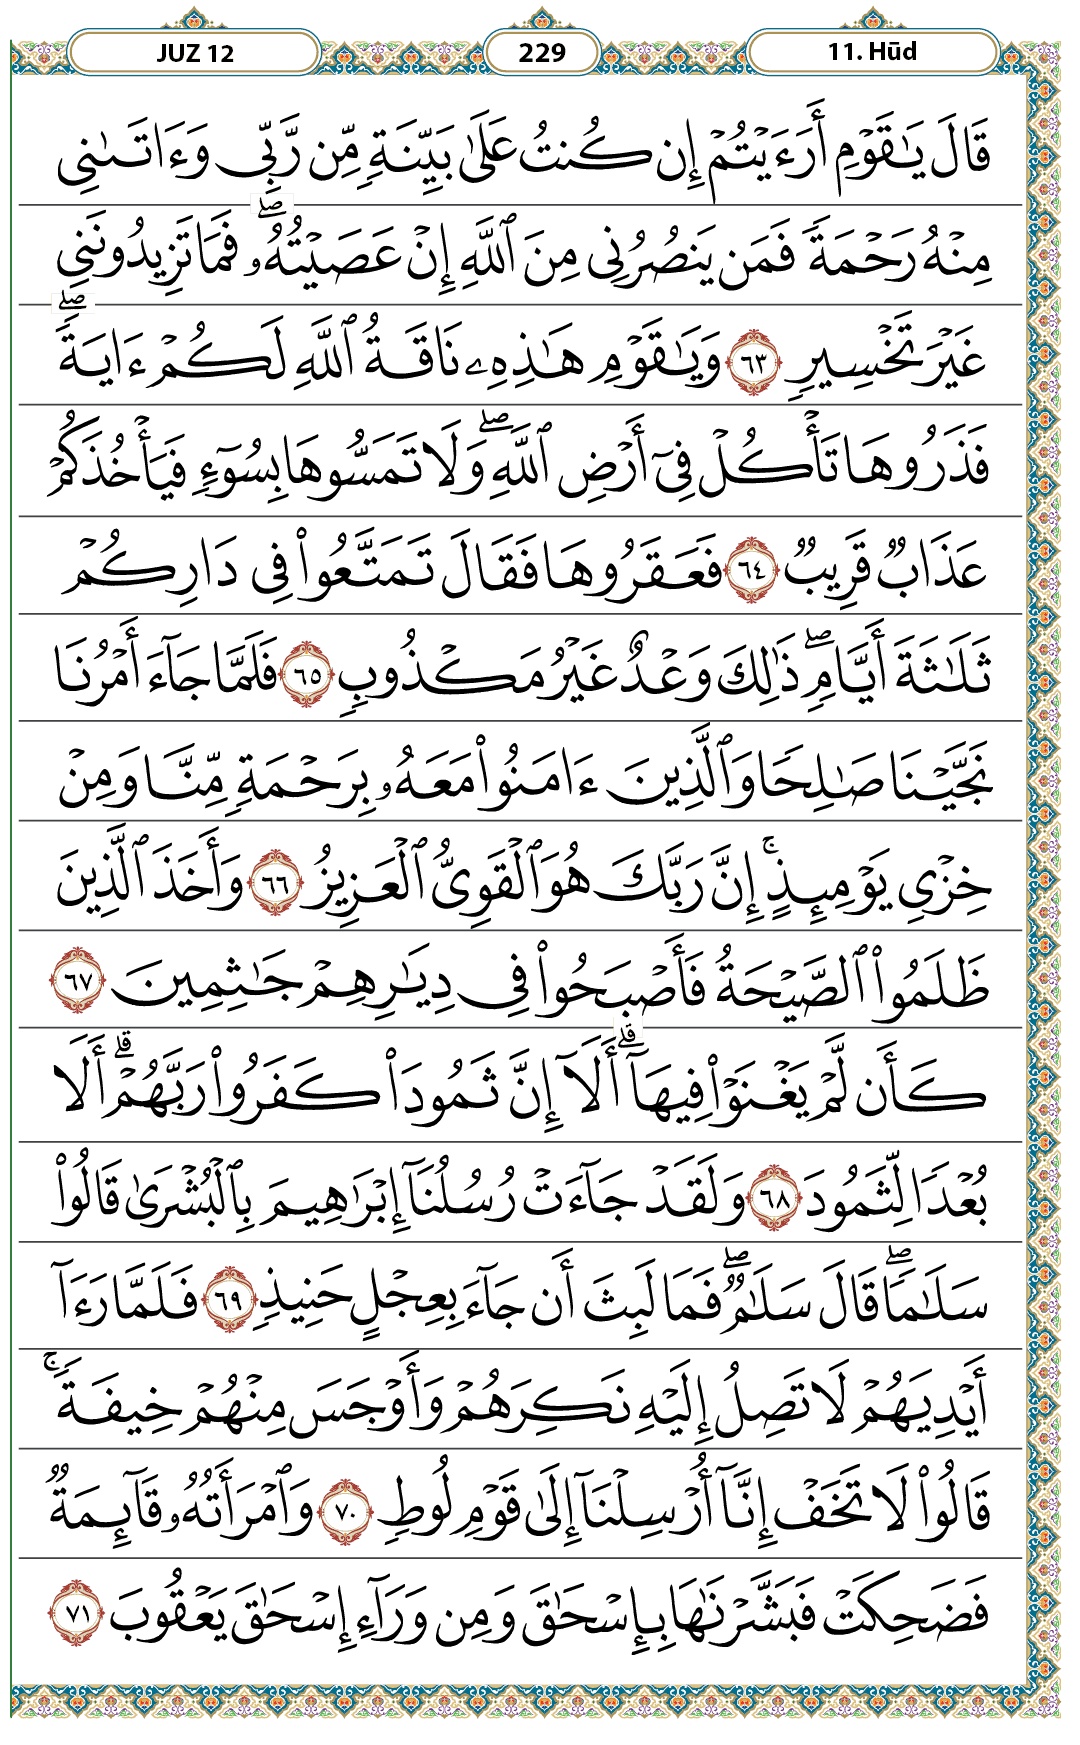 JUZ 12 229 11. Hūd
قَالَ يَٰقَوْمِ أَرَءَيْتُمْ إِن كُنتُ عَلَىٰ بَيِّنَةٍ مِّن رَّبِّى وَءَاتَىٰنِى
مِنْهُ رَحْمَةً فَمَن يَنصُرُنِى مِنَ ٱللَّهِ إِنْ عَصَيْتُهُۥ ۖ فَمَا تَزِيدُونَنِى
غَيْرَ تَخْسِيرٍ ٦٣ وَيَٰقَوْمِ هَٰذِهِۦ نَاقَةُ ٱللَّهِ لَكُمْ ءَايَةً ۖ
فَذَرُوهَا تَأْكُلْ فِىٓ أَرْضِ ٱللَّهِ ۖ وَلَا تَمَسُّوهَا بِسُوٓءٍ فَيَأْخُذَكُمْ
عَذَابٌ قَرِيبٌ ٦٤ فَعَقَرُوهَا فَقَالَ تَمَتَّعُوا۟ فِى دَارِكُمْ
ثَلَٰثَةَ أَيَّامٍ ۖ ذَٰلِكَ وَعْدٌ غَيْرُ مَكْذُوبٍ ٦٥ فَلَمَّا جَآءَ أَمْرُنَا
نَجَّيْنَا صَٰلِحًا وَٱلَّذِينَ ءَامَنُوا۟ مَعَهُۥ بِرَحْمَةٍ مِّنَّا وَمِنْ
خِزْىِ يَوْمِئِذٍ ۚ إِنَّ رَبَّكَ هُوَ ٱلْقَوِىُّ ٱلْعَزِيزُ ٦٦ وَأَخَذَ ٱلَّذِينَ
ظَلَمُوا۟ ٱلصَّيْحَةُ فَأَصْبَحُوا۟ فِى دِيَٰرِهِمْ جَٰثِمِينَ ٦٧
كَأَن لَّمْ يَغْنَوْا۟ فِيهَآ ۗ أَلَآ إِنَّ ثَمُودَا۟ كَفَرُوا۟ رَبَّهُمْ ۗ أَلَا
بُعْدًا لِّثَمُودَ ٦٨ وَلَقَدْ جَآءَتْ رُسُلُنَآ إِبْرَٰهِيمَ بِٱلْبُشْرَىٰ قَالُوا۟
سَلَٰمًا ۖ قَالَ سَلَٰمٌ ۖ فَمَا لَبِثَ أَن جَآءَ بِعِجْلٍ حَنِيذٍ ٦٩ فَلَمَّا رَءَآ
أَيْدِيَهُمْ لَا تَصِلُ إِلَيْهِ نَكِرَهُمْ وَأَوْجَسَ مِنْهُمْ خِيفَةً ۚ
قَالُوا۟ لَا تَخَفْ إِنَّآ أُرْسِلْنَآ إِلَىٰ قَوْمِ لُوطٍ ٧٠ وَٱمْرَأَتُهُۥ قَآئِمَةٌ
فَضَحِكَتْ فَبَشَّرْنَٰهَا بِإِسْحَٰقَ وَمِن وَرَآءِ إِسْحَٰقَ يَعْقُوبَ ٧١